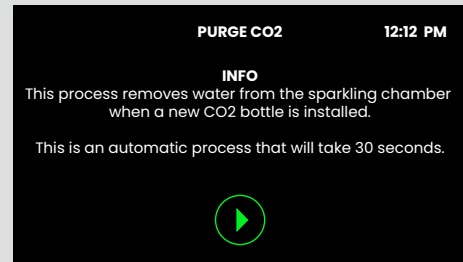 PURGE CO2 12:12 PM
INFO
This process removes water from the sparkling chamber
when a new CO2 bottle is installed.
This is an automatic process that will take 30 seconds.